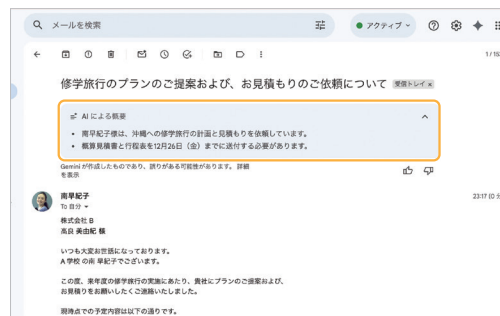 メールを検索
アクティブ
1/15
修学旅行のプランのご提案および、お見積もりのご依頼について
受信トレイ ×
AI による概要
• 南早紀子様は、沖縄への修学旅行の計画と見積もりを依頼しています。
• 概算見積書と行程表を12月26日（金）までに送付する必要があります。
Gemini が作成したものであり、誤りがある可能性があります。 詳細
を表示
南早紀子
23:17 (0 分
To 自分
株式会社 B
高良 美由紀 様
いつも大変お世話になっております。
A 学校 の南 早紀子でございます。
この度、来年度の修学旅行の実施にあたり、貴社にプランのご提案および、
お見積りをお願いしたくご連絡いたしました。
現時点での予定内容は以下の通りです。